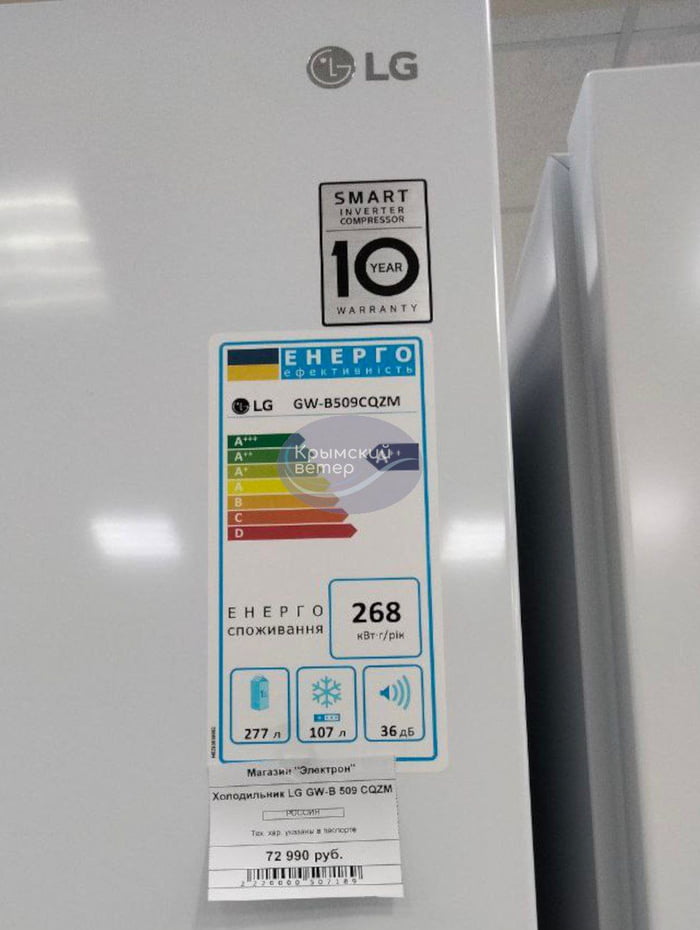 LG
SMART
INVERTER
COMPRESSOR
10
YEAR
WARRANTY
ЕНЕРГО
ефективність
LG GW-B509CQZM
A+++
A++
A+
A
B
C
D
A++
Крымский
ветер
ЕНЕРГО
споживання
268
кВт·г/рік
277 л
107 л
36 дБ
Магазин "Электрон"
Холодильник LG GW-B 509 CQZM
РОССИЯ
Тех. хар. указаны в паспорте
72 990 руб.